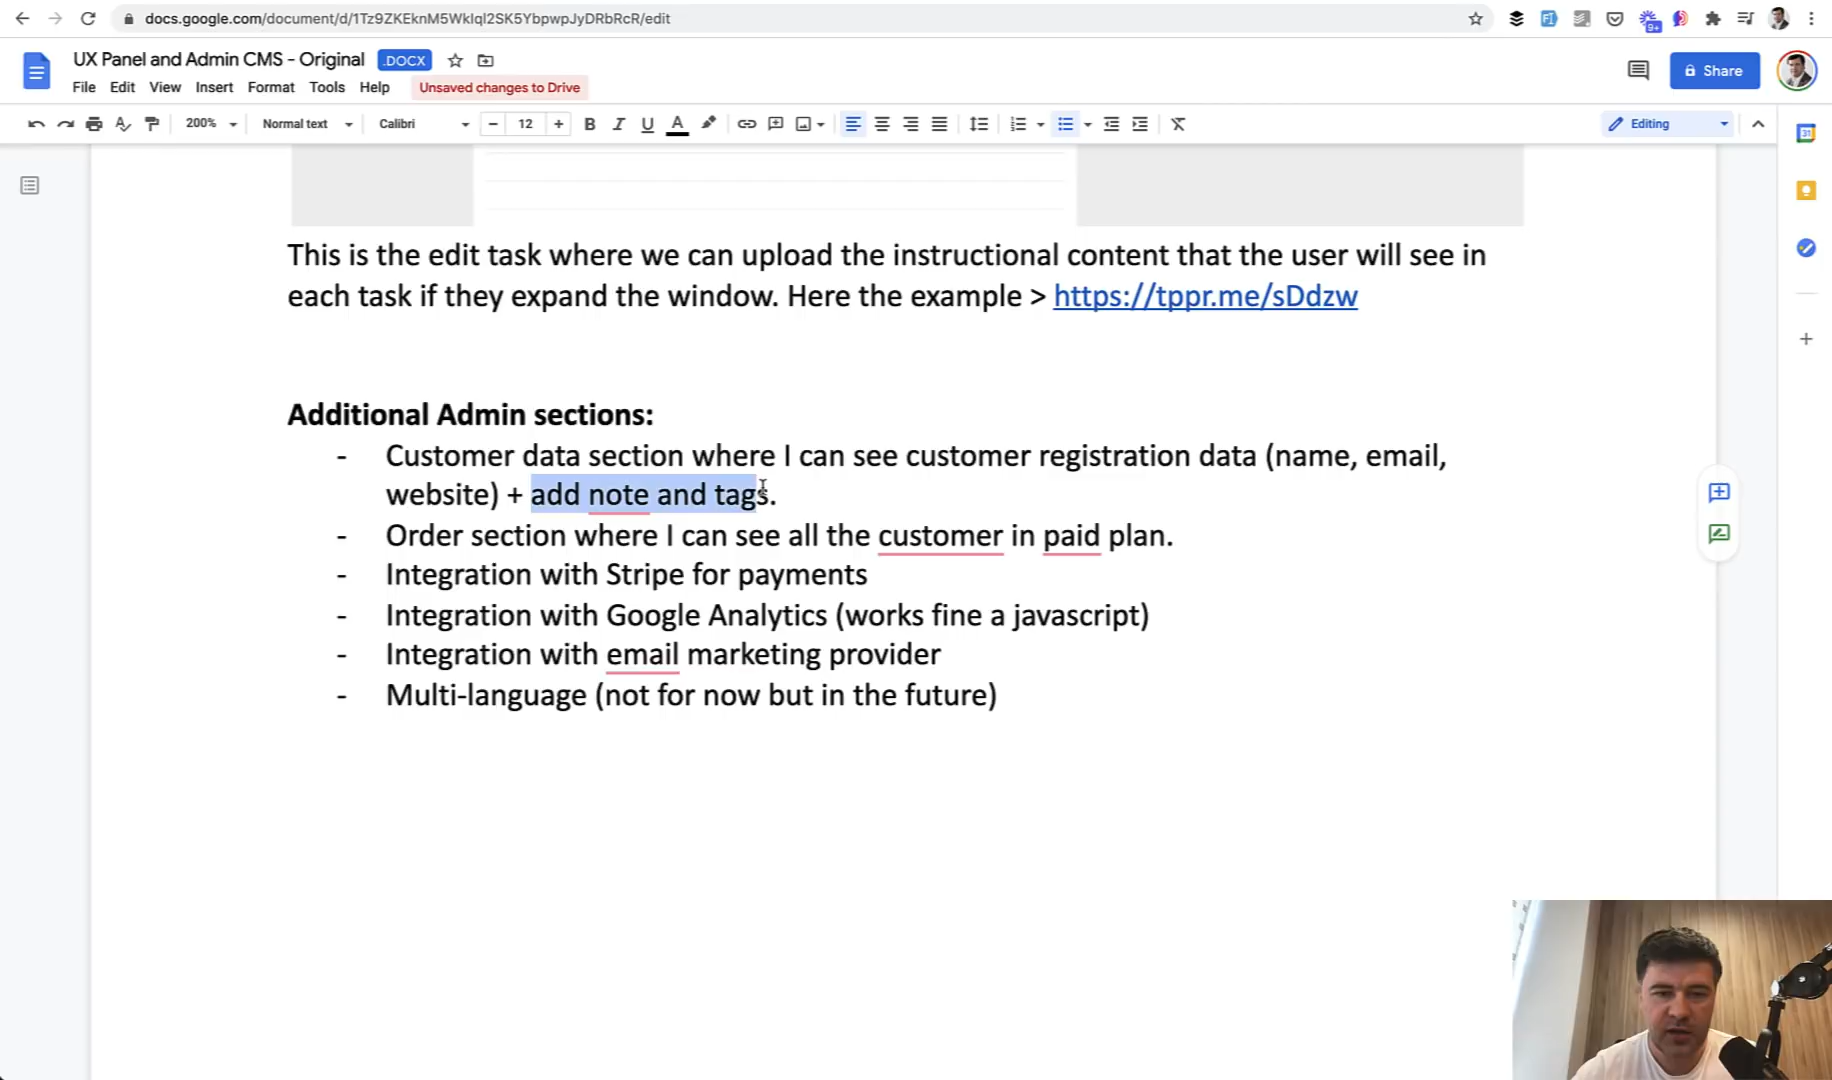 docs.google.com/document/d/1Tz9ZKEknM5WkIqI2SK5YbpwpJyDRbRcR/edit
9+
UX Panel and Admin CMS - Original .DOCX
Share
File Edit View Insert Format Tools Help Unsaved changes to Drive
200% Normal text Calibri 12 B I U A Editing
31
This is the edit task where we can upload the instructional content that the user will see in
each task if they expand the window. Here the example > https://tppr.me/sDdzw
Additional Admin sections:
- Customer data section where I can see customer registration data (name, email,
website) + add note and tags.
- Order section where I can see all the customer in paid plan.
- Integration with Stripe for payments
- Integration with Google Analytics (works fine a javascript)
- Integration with email marketing provider
- Multi-language (not for now but in the future)